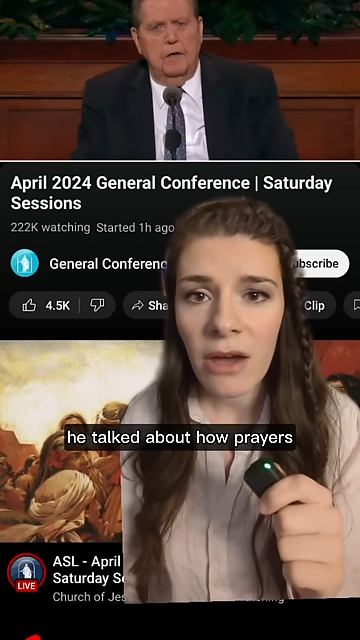 April 2024 General Conference | Saturday
Sessions
222K watching Started 1h ago
General Conferenc
ubscribe
4.5K
Sha
Clip
he talked about how prayers
ASL - April
Saturday Se
LIVE
Church of Jes